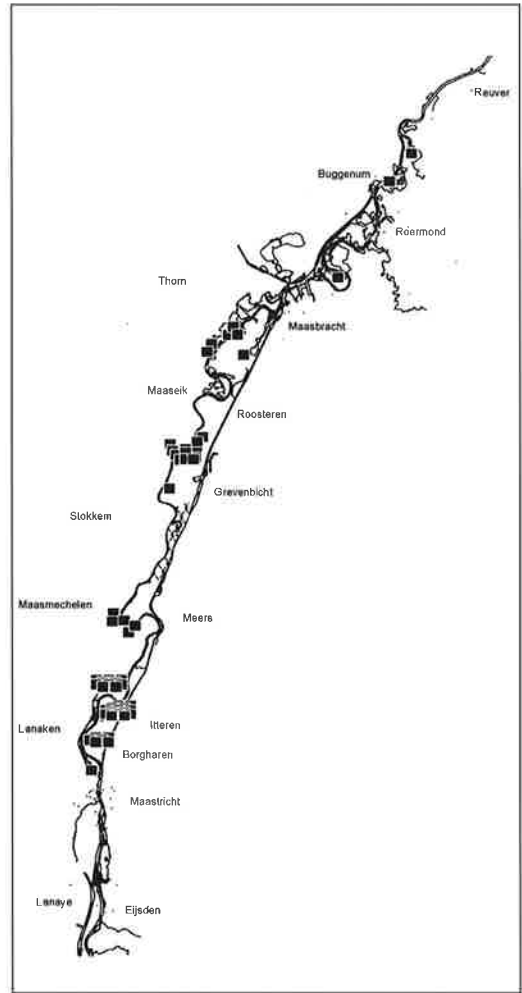 Reuver
Buggenum
Roermond
Thorn
Maasbracht
Maaseik
Roosteren
Grevenbicht
Stokkem
Maasmechelen
Meers
Itteren
Lanaken
Borgharen
Maastricht
Lanaye
Eijsden